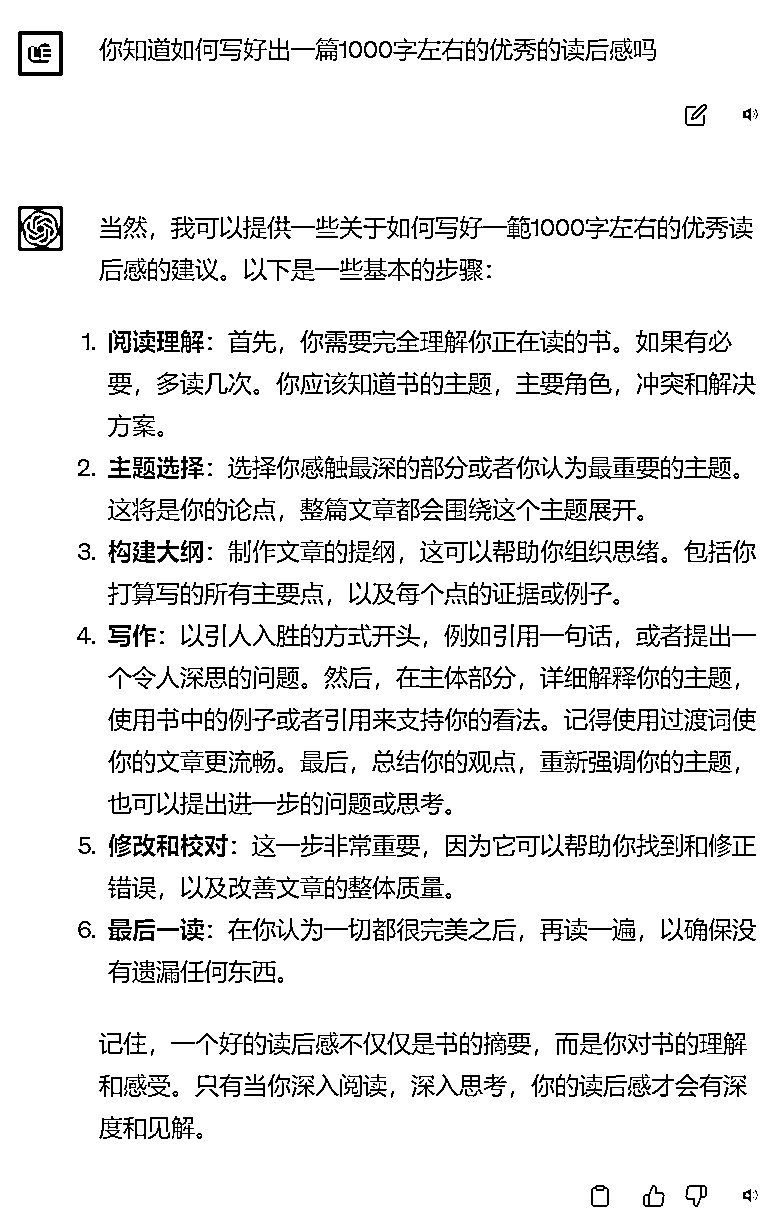 你知道如何写好出一篇1000字左右的优秀的读后感吗
当然，我可以提供一些关于如何写好一範1000字左右的优秀读
后感的建议。以下是一些基本的步骤：
1. 阅读理解：首先，你需要完全理解你正在读的书。如果有必
要，多读几次。你应该知道书的主题，主要角色，冲突和解决
方案。
2. 主题选择：选择你感触最深的部分或者你认为最重要的主题。
这将是你的论点，整篇文章都会围绕这个主题展开。
3. 构建大纲：制作文章的提纲，这可以帮助你组织思绪。包括你
打算写的所有主要点，以及每个点的证据或例子。
4. 写作：以引人入胜的方式开头，例如引用一句话，或者提出一
个令人深思的问题。然后，在主体部分，详细解释你的主题，
使用书中的例子或者引用来支持你的看法。记得使用过渡词使
你的文章更流畅。最后，总结你的观点，重新强调你的主题，
也可以提出进一步的问题或思考。
5. 修改和校对：这一步非常重要，因为它可以帮助你找到和修正
错误，以及改善文章的整体质量。
6. 最后一读：在你认为一切都很完美之后，再读一遍，以确保没
有遗漏任何东西。
记住，一个好的读后感不仅仅是书的摘要，而是你对书的理解
和感受。只有当你深入阅读，深入思考，你的读后感才会有深
度和见解。